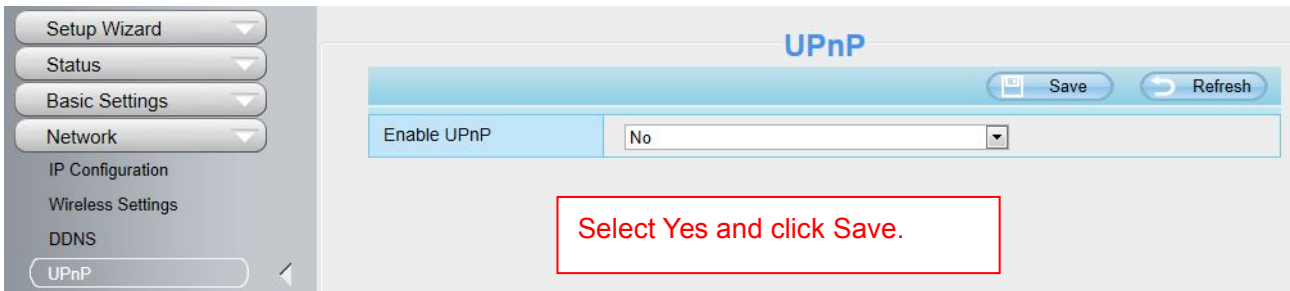 Setup Wizard
Status
Basic Settings
Network
IP Configuration
Wireless Settings
DDNS
UPnP
UPnP
Save Refresh
Enable UPnP No
Select Yes and click Save.